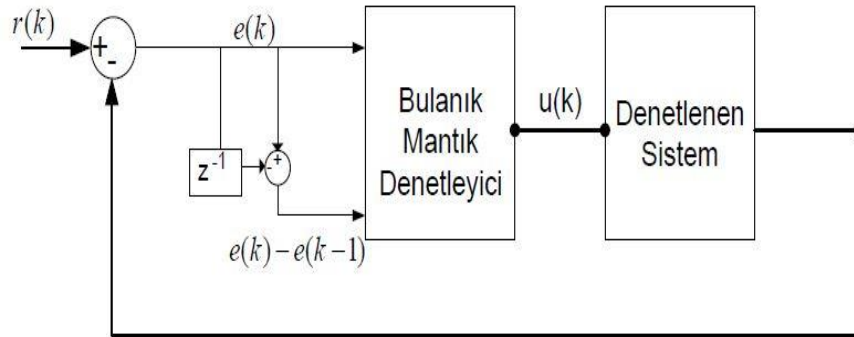 r(k)
+
-
e(k)
z^-1
-
+
e(k)-e(k-1)
Bulanık
Mantık
Denetleyici
u(k)
Denetlenen
Sistem